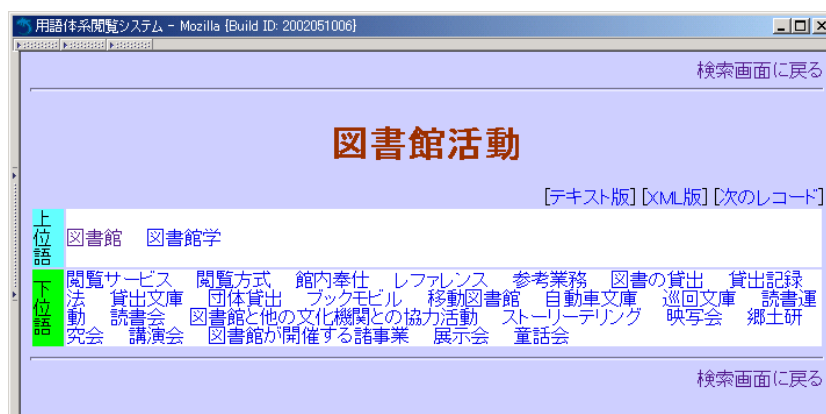 用語体系閲覧システム - Mozilla {Build ID: 2002051006}
検索画面に戻る
図書館活動
[テキスト版] [XML版] [次のレコード]
上位語
図書館 図書館学
下位語
閲覧サービス 閲覧方式 館内奉仕 レファレンス 参考業務 図書の貸出 貸出記録
法 貸出文庫 団体貸出 ブックモビル 移動図書館 自動車文庫 巡回文庫 読書運
動 読書会 図書館と他の文化機関との協力活動 ストーリーテリング 映写会 郷土研
究会 講演会 図書館が開催する諸事業 展示会 童話会
検索画面に戻る